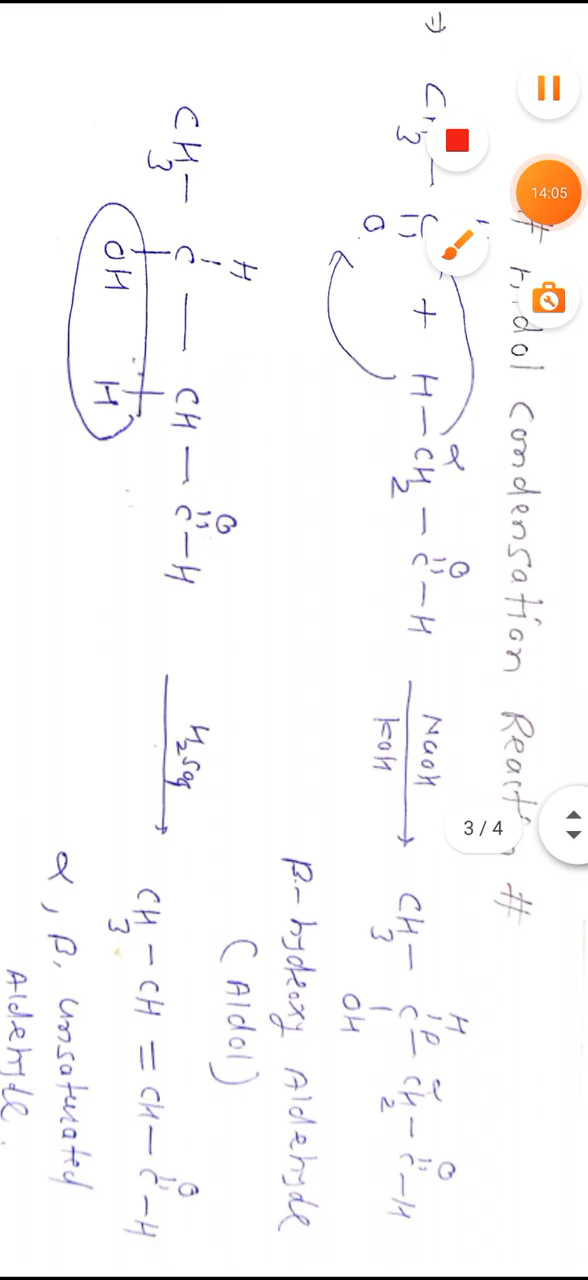 # Aldol Condensation Reaction #
⇒ CH3 – C + H – CH2 – C – H NaOH CH3 – C – CH2 – C – H
O α O KOH H β α O OH
β-hydroxy Aldehyde
(Aldol)
CH3 – C – CH – C – H H2SO4 CH3 – CH = CH – C – H
H OH H O O
α, β, unsaturated
Aldehyde.
14:05
3 / 4